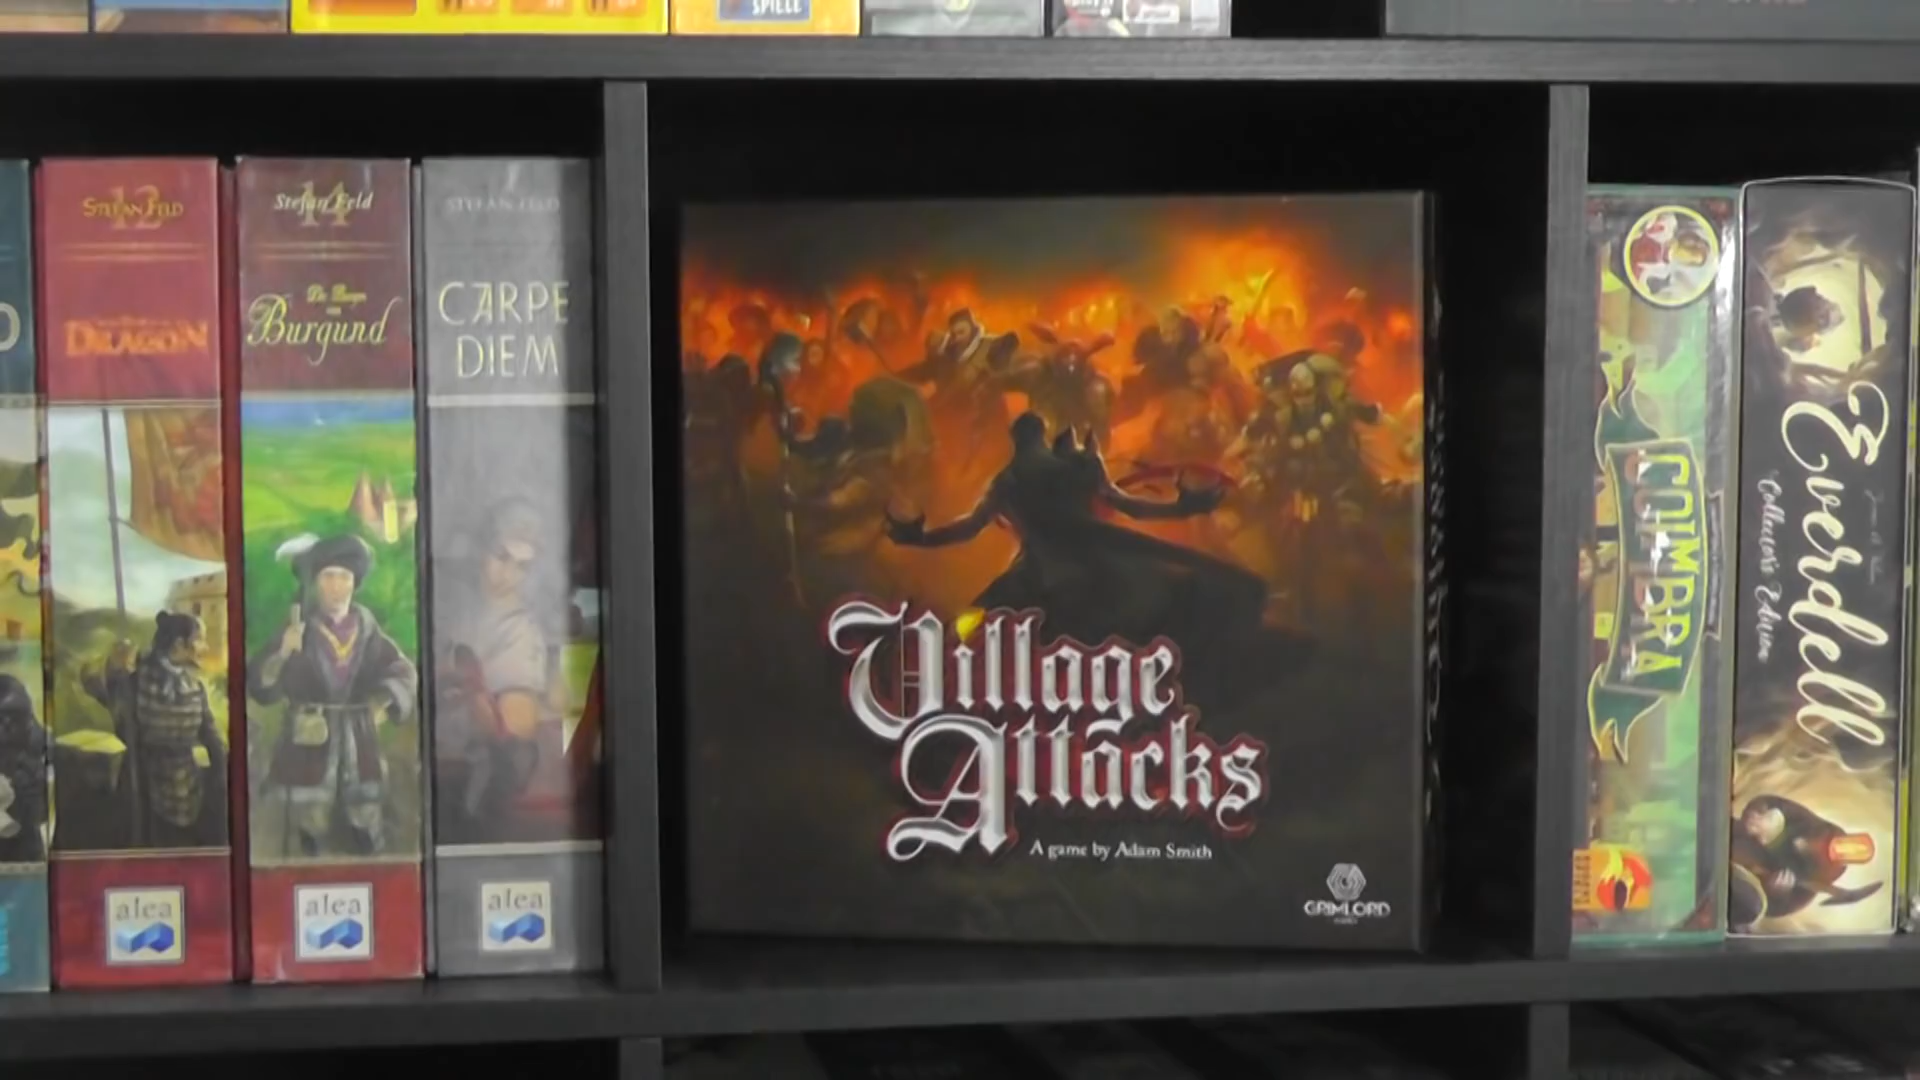 SPIELE
12
STEFAN FELD
DRAGON
alea
14
Stefan Feld
Die Burgen
von
Burgund
alea
STEFAN FELD
CARPE
DIEM
alea
Village
Attacks
A game by Adam Smith
GRIMLORD
COIMBRA
Everdell
Collector's Edition